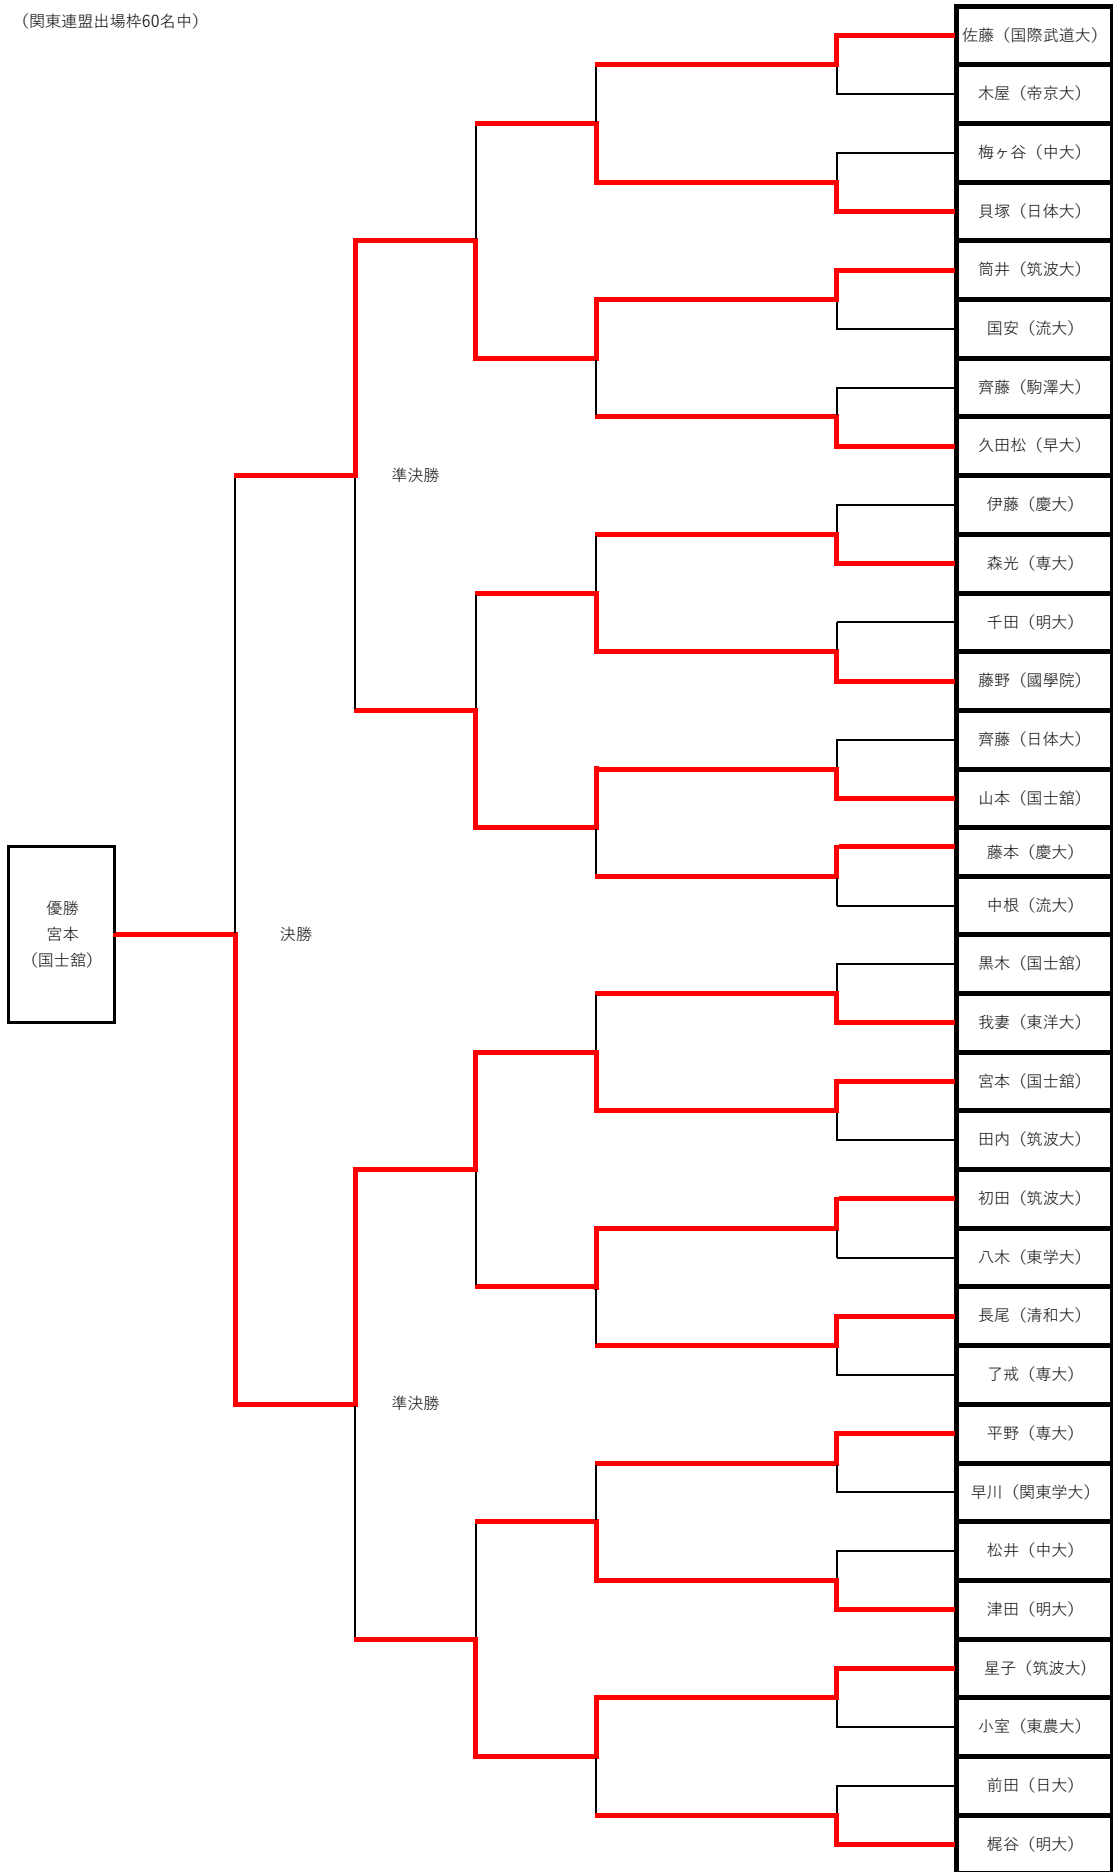 （関東連盟出場枠60名中）
佐藤（国際武道大）
木屋（帝京大）
梅ヶ谷（中大）
貝塚（日体大）
筒井（筑波大）
国安（流大）
齊藤（駒澤大）
久田松（早大）
準決勝
伊藤（慶大）
森光（専大）
千田（明大）
藤野（國學院）
齊藤（日体大）
山本（国士舘）
藤本（慶大）
中根（流大）
優勝
宮本
（国士舘）
決勝
黒木（国士舘）
我妻（東洋大）
宮本（国士舘）
田内（筑波大）
初田（筑波大）
八木（東学大）
長尾（清和大）
了戒（専大）
準決勝
平野（専大）
早川（関東学大）
松井（中大）
津田（明大）
星子（筑波大）
小室（東農大）
前田（日大）
梶谷（明大）